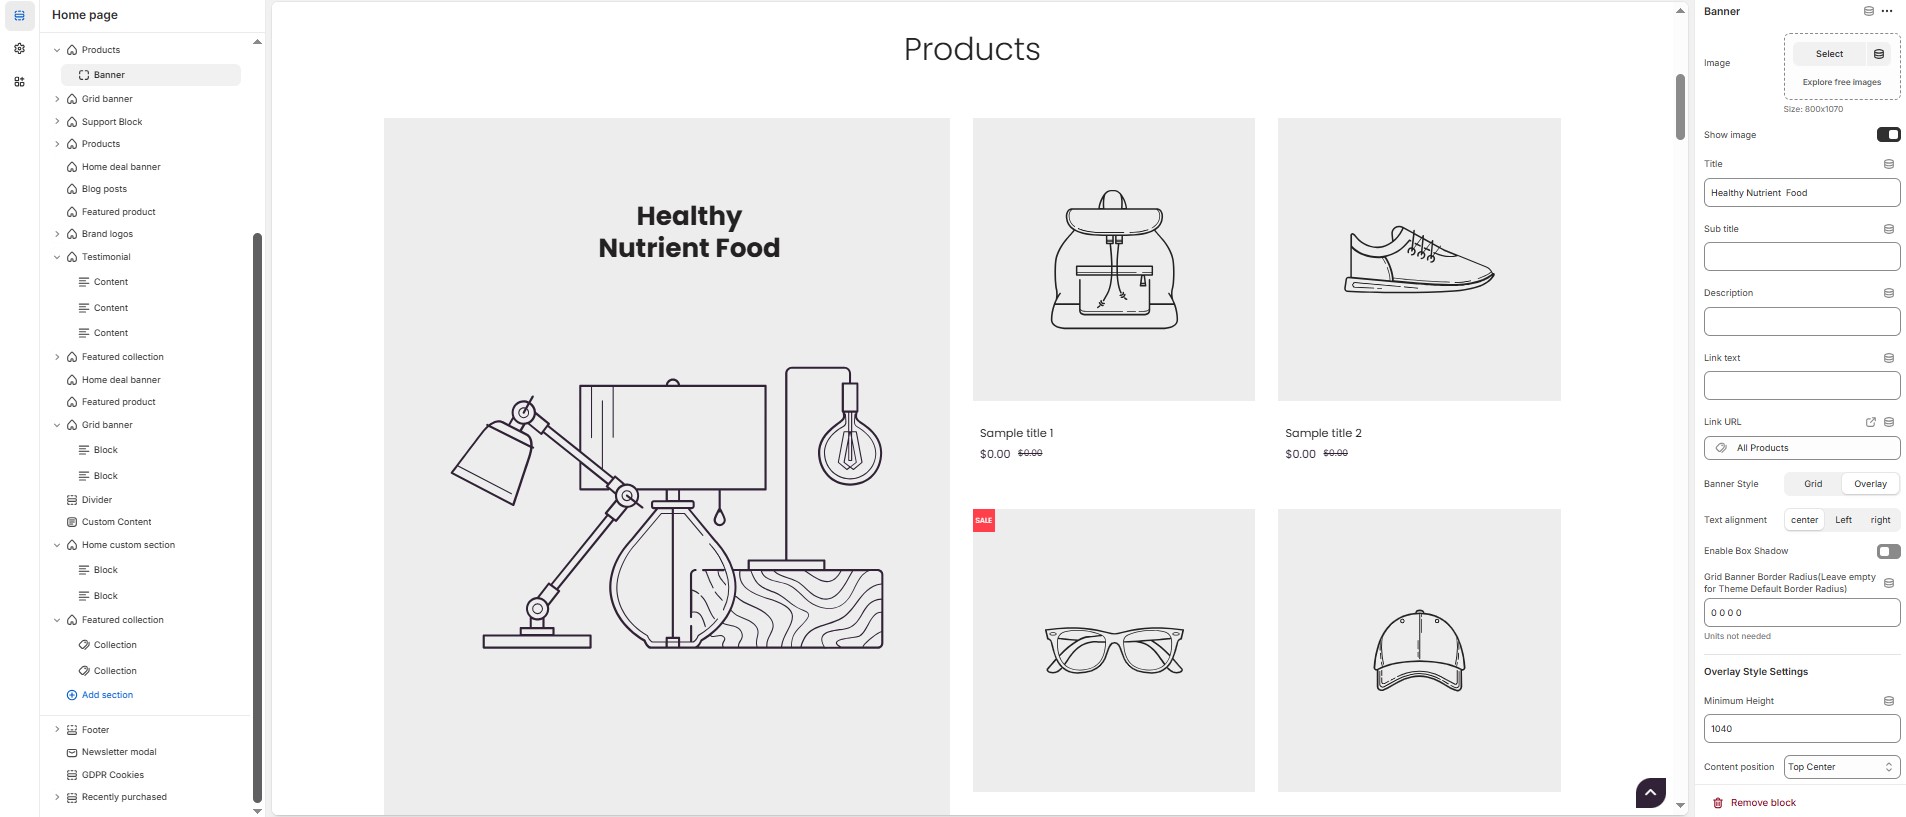 Home page
Products
Banner
Grid banner
Support Block
Products
Home deal banner
Blog posts
Featured product
Brand logos
Testimonial
Content
Content
Content
Featured collection
Home deal banner
Featured product
Grid banner
Block
Block
Divider
Custom Content
Home custom section
Block
Block
Featured collection
Collection
Collection
Add section
Footer
Newsletter modal
GDPR Cookies
Recently purchased
Products
Healthy
Nutrient Food
Sample title 1
$0.00 $0.00
Sample title 2
$0.00 $0.00
SALE
Banner
Image
Select
Explore free images
Size: 800x1070
Show image
Title
Healthy Nutrient  Food
Sub title
Description
Link text
Link URL
All Products
Banner Style
Grid
Overlay
Text alignment
center
Left
right
Enable Box Shadow
Grid Banner Border Radius(Leave empty
for Theme Default Border Radius)
0 0 0 0
Units not needed
Overlay Style Settings
Minimum Height
1040
Content position
Top Center
Remove block